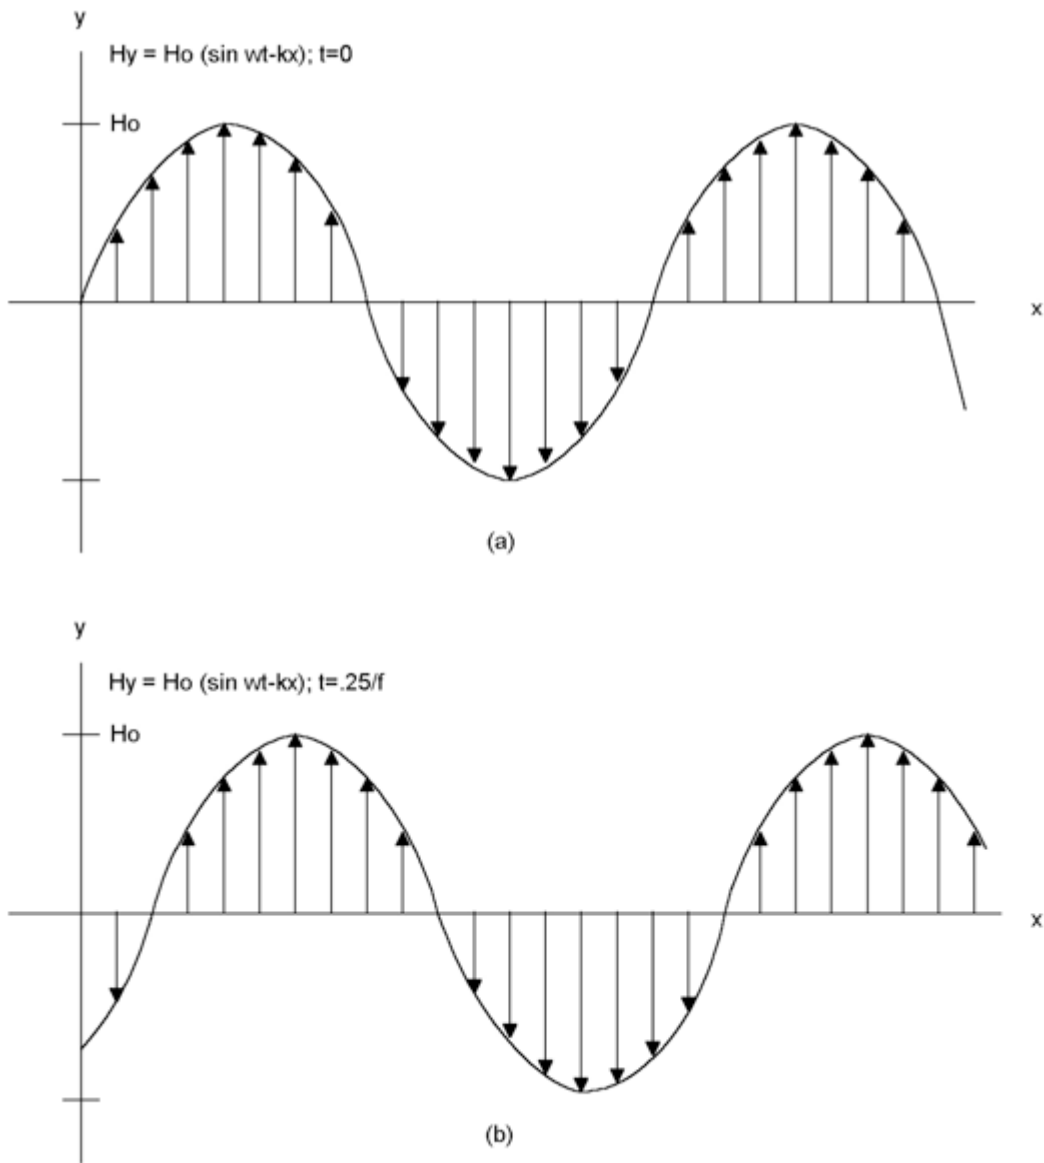 y
Hy = Ho (sin wt-kx); t=0
Ho
x
(a)
y
Hy = Ho (sin wt-kx); t=.25/f
Ho
x
(b)